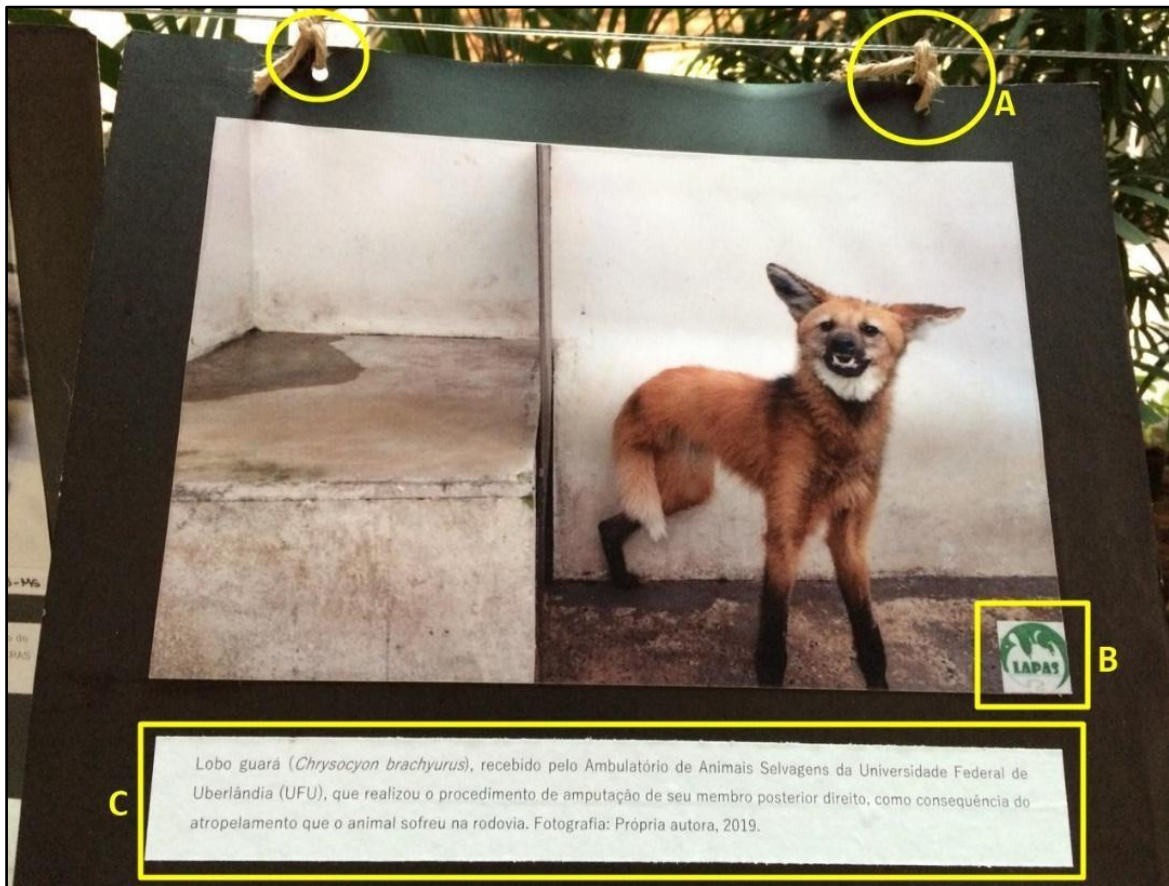 A
LAPAS
B
C
Lobo guará (Chrysocyon brachyurus), recebido pelo Ambulatório de Animais Selvagens da Universidade Federal de
Uberlândia (UFU), que realizou o procedimento de amputação de seu membro posterior direito, como consequência do
atropelamento que o animal sofreu na rodovia. Fotografia: Própria autora, 2019.